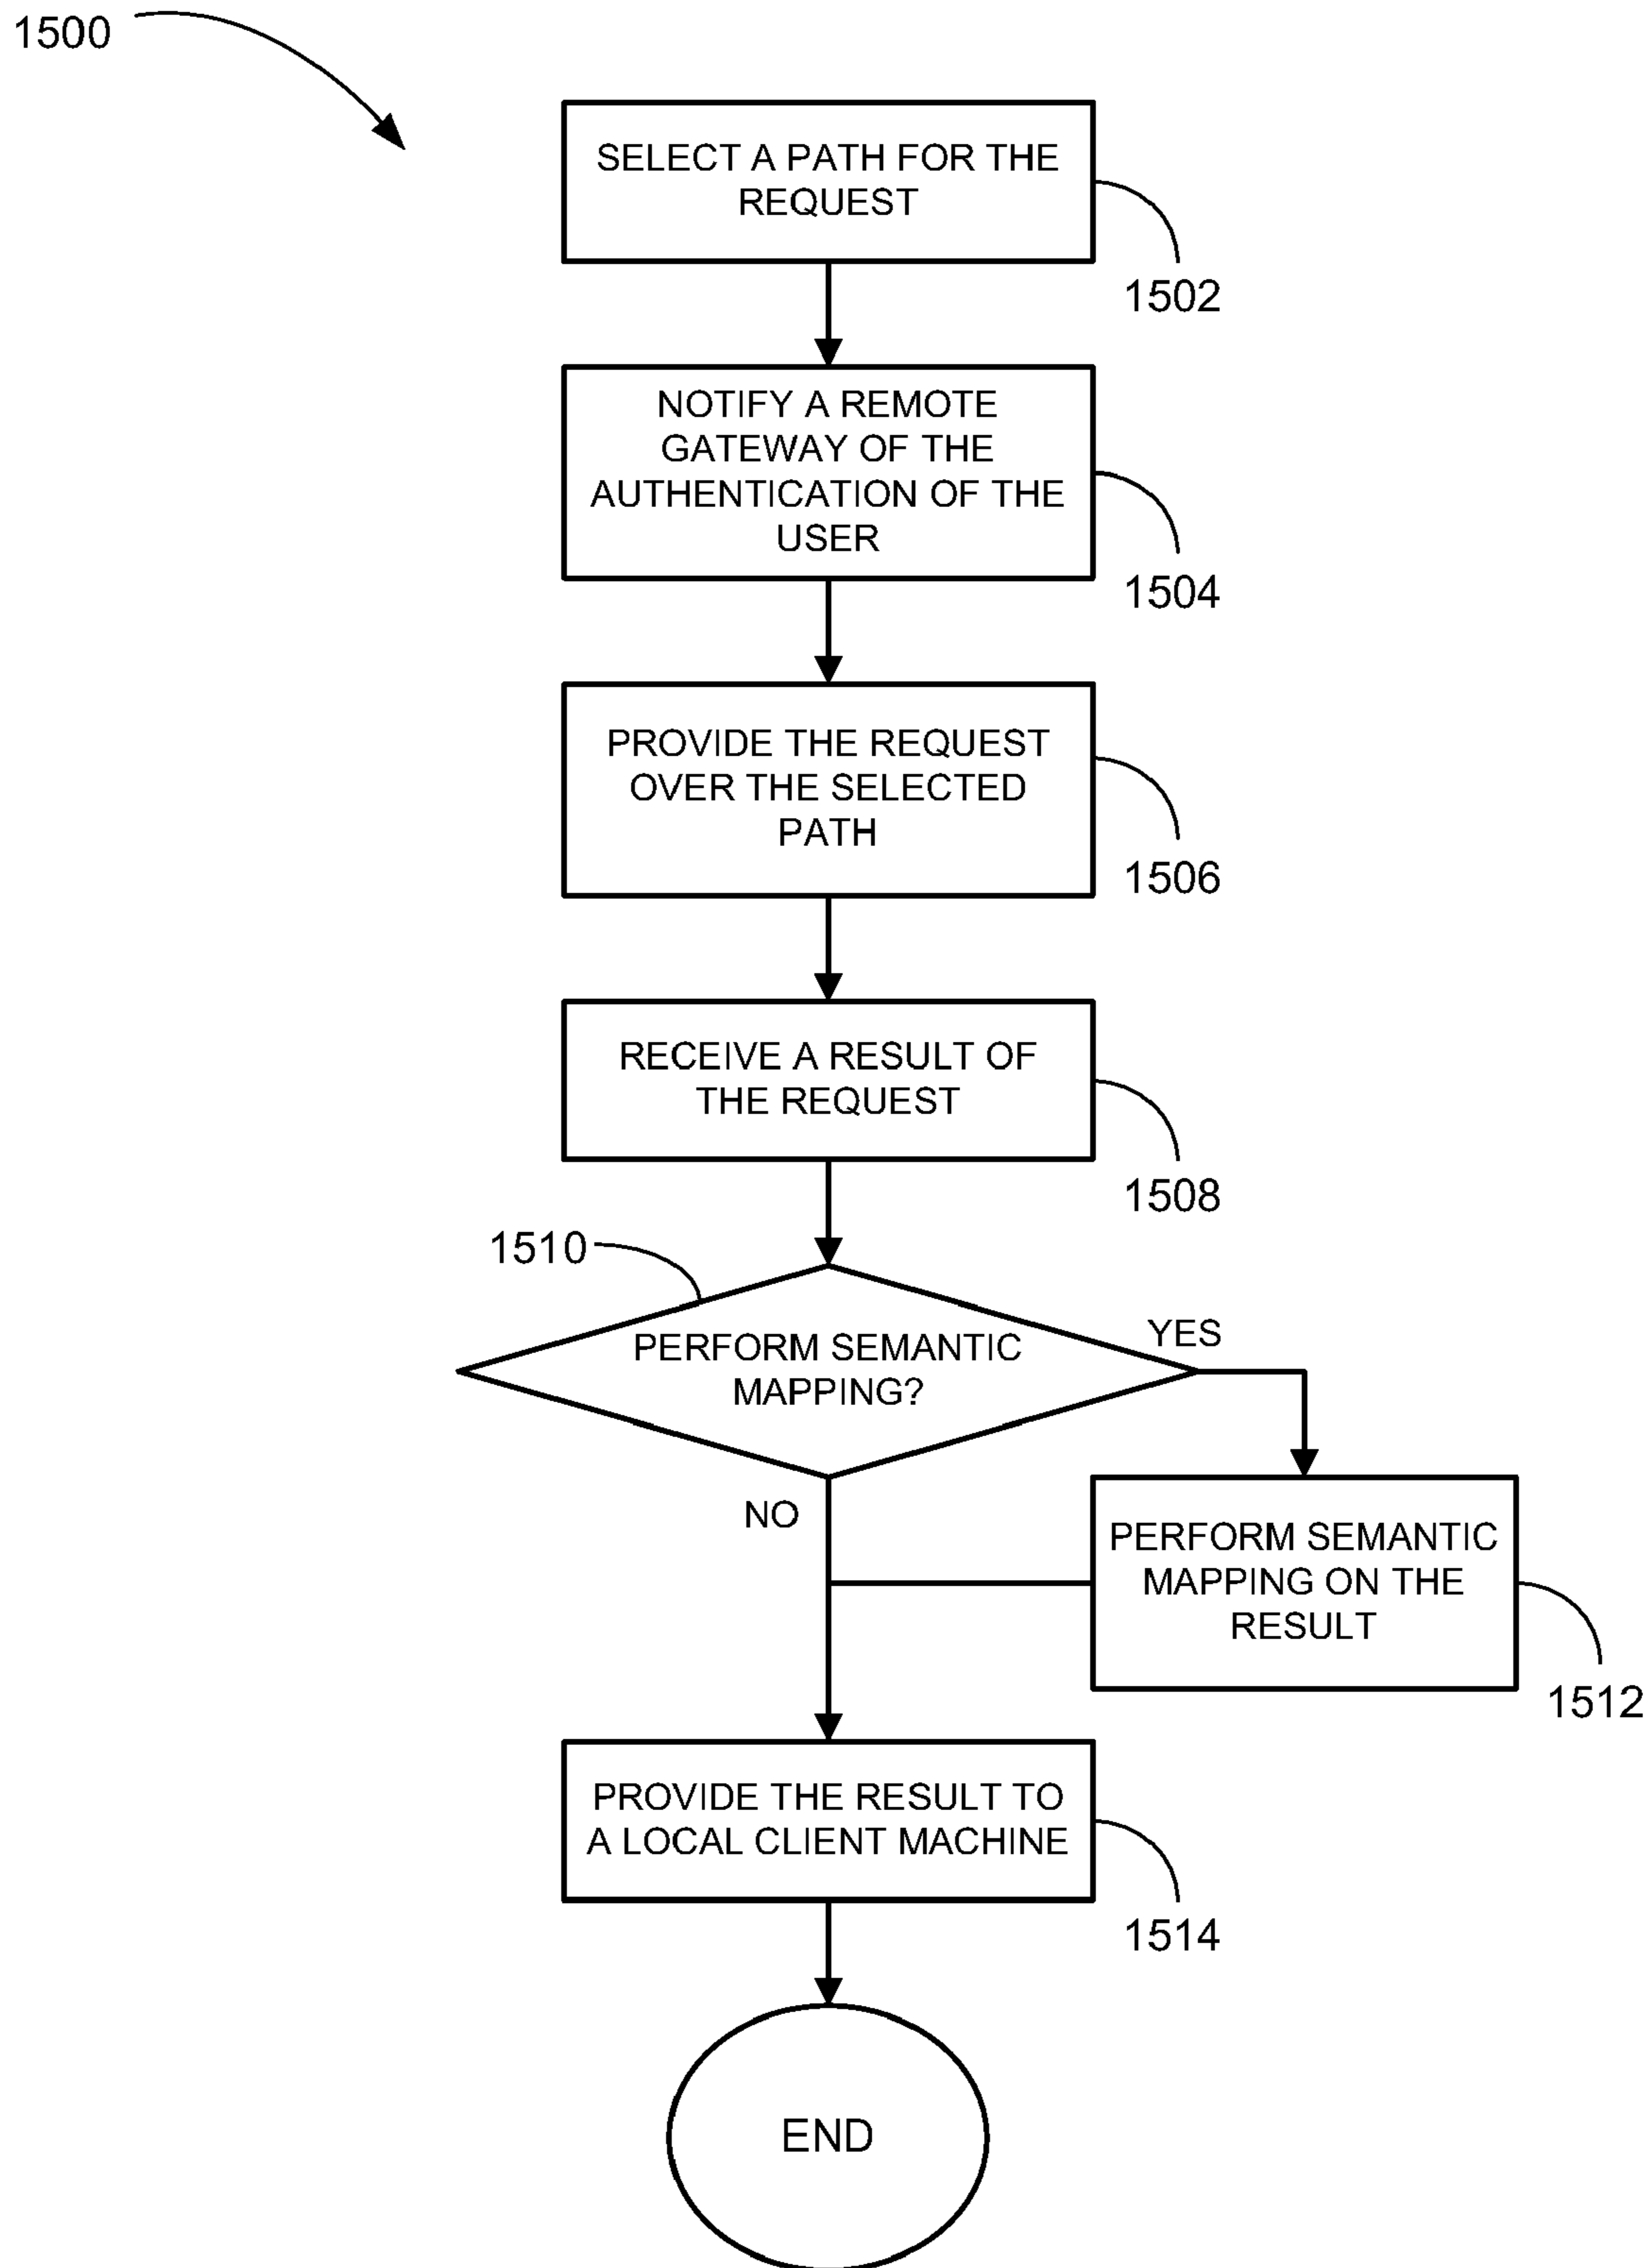 1500
SELECT A PATH FOR THE
REQUEST
1502
NOTIFY A REMOTE
GATEWAY OF THE
AUTHENTICATION OF THE
USER
1504
PROVIDE THE REQUEST
OVER THE SELECTED
PATH
1506
RECEIVE A RESULT OF
THE REQUEST
1508
1510
PERFORM SEMANTIC
MAPPING?
YES
NO
PERFORM SEMANTIC
MAPPING ON THE
RESULT
1512
PROVIDE THE RESULT TO
A LOCAL CLIENT MACHINE
1514
END